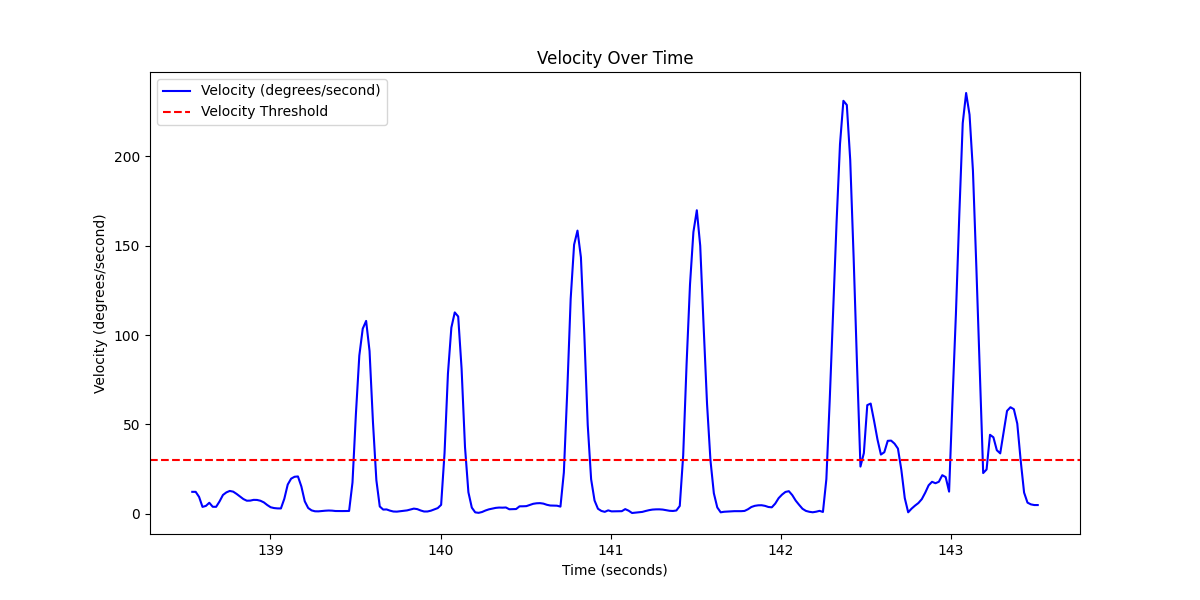 Velocity Over Time
Velocity (degrees/second)
Velocity Threshold
Velocity (degrees/second)
200
150
100
50
0
139 140 141 142 143
Time (seconds)